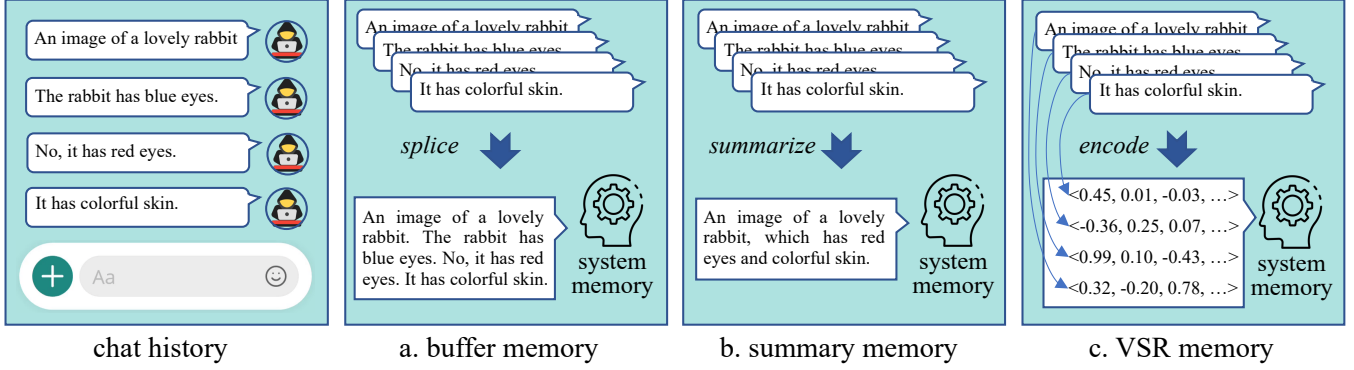 An image of a lovely rabbit
The rabbit has blue eyes.
No, it has red eyes.
It has colorful skin.
Aa
chat history
An image of a lovely rabbit
The rabbit has blue eyes
No, it has red eyes
It has colorful skin.
splice
An image of a lovely
rabbit. The rabbit has
blue eyes. No, it has red
eyes. It has colorful skin.
system
memory
a. buffer memory
An image of a lovely rabbit
The rabbit has blue eyes
No, it has red eyes
It has colorful skin.
summarize
An image of a lovely
rabbit, which has red
eyes and colorful skin.
system
memory
b. summary memory
An image of a lovely rabbit
The rabbit has blue eyes
No, it has red eyes
It has colorful skin.
encode
<0.45, 0.01, -0.03, …>
<-0.36, 0.25, 0.07, …>
<0.99, 0.10, -0.43, …>
<0.32, -0.20, 0.78, …>
system
memory
c. VSR memory